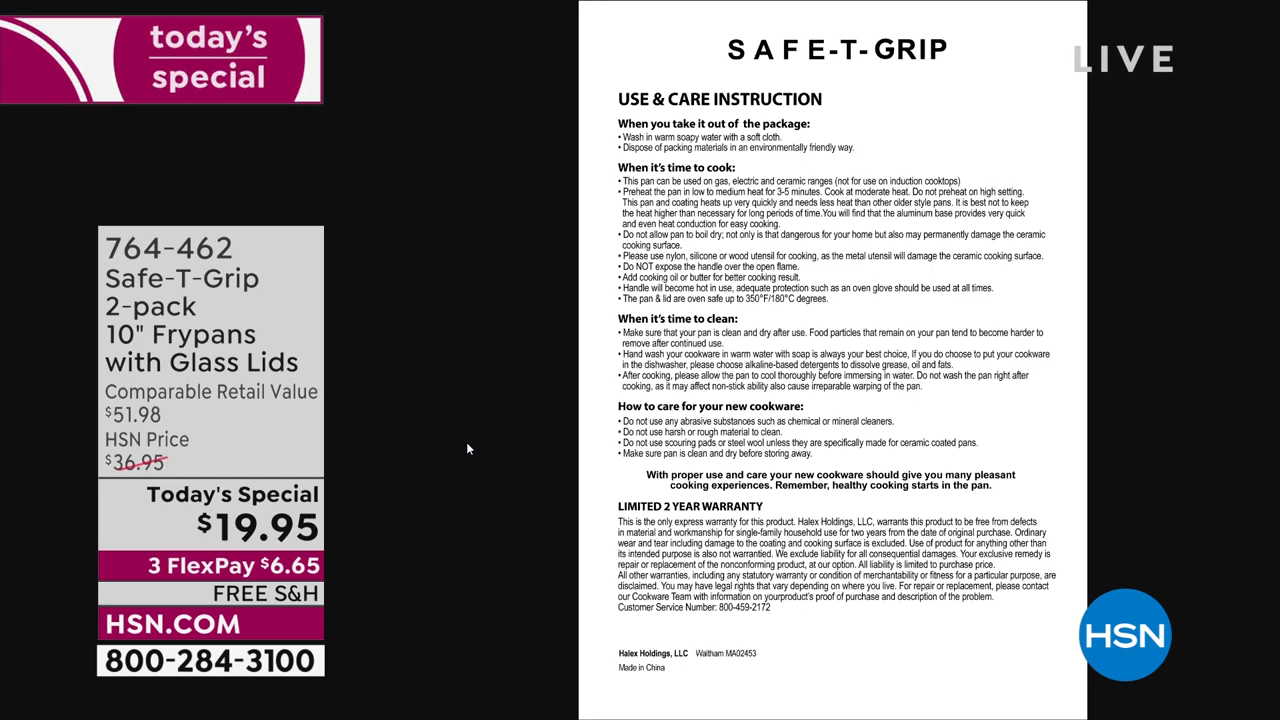 today's
special
764-462
Safe-T-Grip
2-pack
10" Frypans
with Glass Lids
Comparable Retail Value
$51.98
HSN Price
$36.95
Today's Special
$19.95
3 FlexPay $6.65
FREE S&H
HSN.COM
800-284-3100
SAFE-T-GRIP
USE & CARE INSTRUCTION
When you take it out of the package:
• Wash in warm soapy water with a soft cloth.
• Dispose of packing materials in an environmentally friendly way.
When it's time to cook:
• This pan can be used on gas, electric and ceramic ranges (not for use on induction cooktops)
• Preheat the pan in low to medium heat for 3-5 minutes. Cook at moderate heat. Do not preheat on high setting.
This pan and coating heats up very quickly and needs less heat than other older style pans. It is best not to keep
the heat higher than necessary for long periods of time.You will find that the aluminum base provides very quick
and even heat conduction for easy cooking.
• Do not allow pan to boil dry; not only is that dangerous for your home but also may permanently damage the ceramic
cooking surface.
• Please use nylon, silicone or wood utensil for cooking, as the metal utensil will damage the ceramic cooking surface.
• Do NOT expose the handle over the open flame.
• Add cooking oil or butter for better cooking result.
• Handle will become hot in use, adequate protection such as an oven glove should be used at all times.
• The pan & lid are oven safe up to 350°F/180°C degrees.
When it's time to clean:
• Make sure that your pan is clean and dry after use. Food particles that remain on your pan tend to become harder to
remove after continued use.
• Hand wash your cookware in warm water with soap is always your best choice, If you do choose to put your cookware
in the dishwasher, please choose alkaline-based detergents to dissolve grease, oil and fats.
• After cooking, please allow the pan to cool thoroughly before immersing in water. Do not wash the pan right after
cooking, as it may affect non-stick ability also cause irreparable warping of the pan.
How to care for your new cookware:
• Do not use any abrasive substances such as chemical or mineral cleaners.
• Do not use harsh or rough material to clean.
• Do not use scouring pads or steel wool unless they are specifically made for ceramic coated pans.
• Make sure pan is clean and dry before storing away.
With proper use and care your new cookware should give you many pleasant
cooking experiences. Remember, healthy cooking starts in the pan.
LIMITED 2 YEAR WARRANTY
This is the only express warranty for this product. Halex Holdings, LLC, warrants this product to be free from defects
in material and workmanship for single-family household use for two years from the date of original purchase. Ordinary
wear and tear including damage to the coating and cooking surface is excluded. Use of product for anything other than
its intended purpose is also not warrantied. We exclude liability for all consequential damages. Your exclusive remedy is
repair or replacement of the nonconforming product, at our option. All liability is limited to purchase price.
All other warranties, including any statutory warranty or condition of merchantability or fitness for a particular purpose, are
disclaimed. You may have legal rights that vary depending on where you live. For repair or replacement, please contact
our Cookware Team with information on yourproduct's proof of purchase and description of the problem.
Customer Service Number: 800-459-2172
Halex Holdings, LLC Waltham MA02453
Made in China
LIVE
HSN